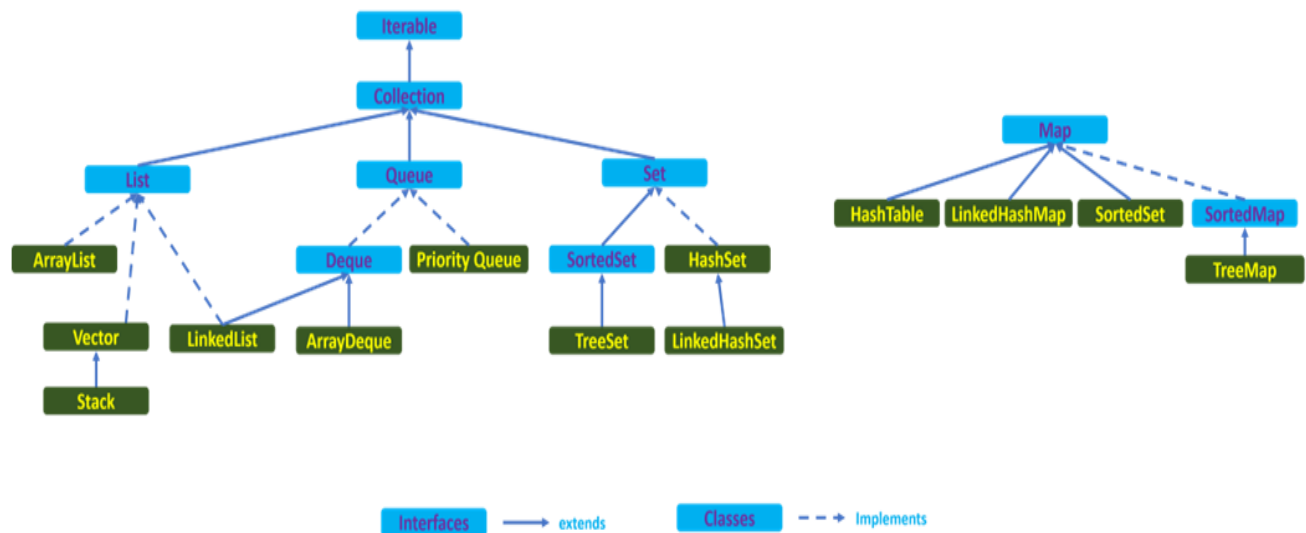 Iterable
Collection
Map
List
Queue
Set
HashTable
LinkedHashMap
SortedSet
SortedMap
ArrayList
Deque
Priority Queue
SortedSet
HashSet
TreeMap
Vector
LinkedList
ArrayDeque
TreeSet
LinkedHashSet
Stack
Interfaces
extends
Classes
Implements